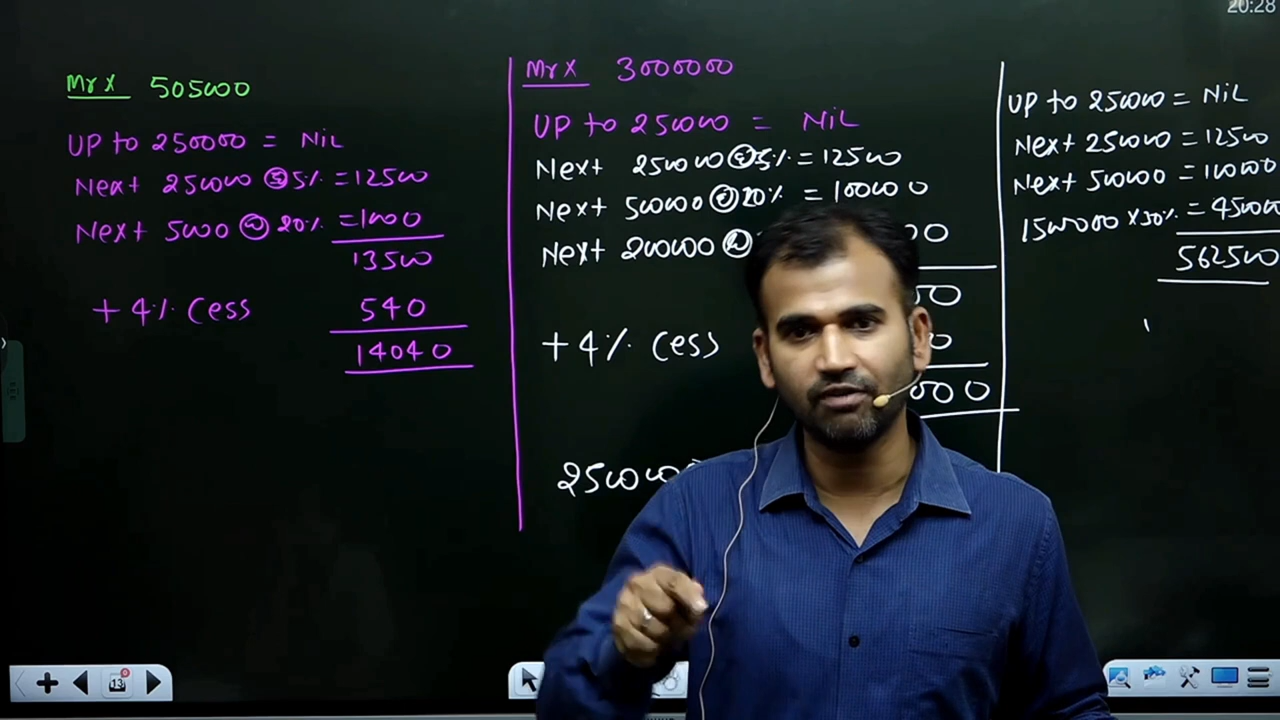 20:28
Mr X 505000
UP to 250000 = NiL
Next 250000 @ 5% = 12500
Next 5000 @ 20% = 1000
13500
+ 4% Cess 540
14040
Mr X 3000000
UP to 250000 = NiL
Next 250000 @ 5% = 12500
Next 500000 @ 20% = 100000
Next 2000000 @
+ 4% Cess
UP to 250000 = NiL
Next 250000 = 12500
Next 500000 = 100000
1500000 x 30% = 450000
562500
13